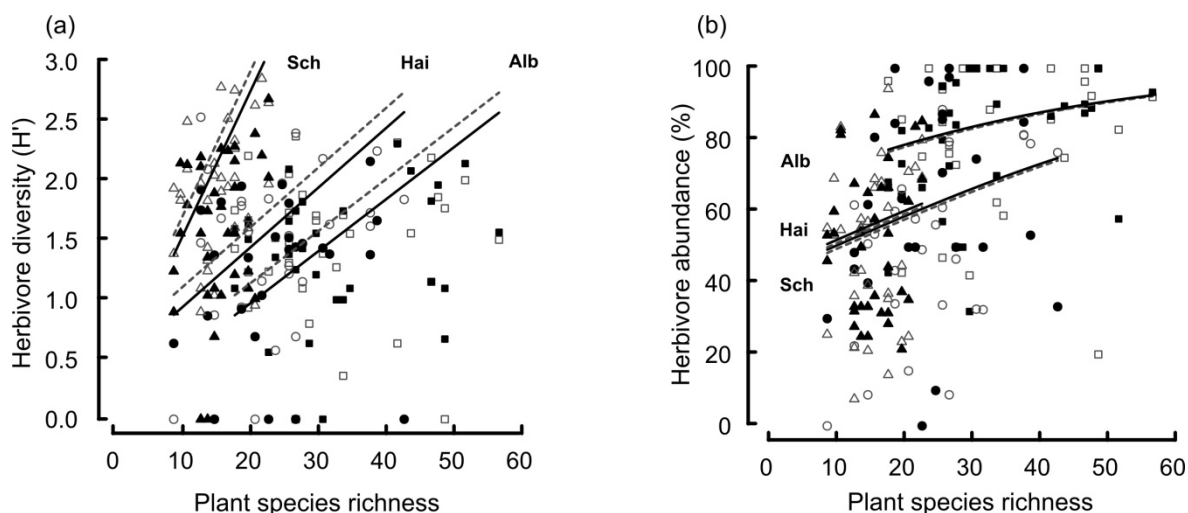 (a)
Sch Hai Alb
3.0
2.5
2.0
1.5
1.0
0.5
0.0
Herbivore diversity (H')
0 10 20 30 40 50 60
Plant species richness
(b)
100
80
60
40
20
0
Herbivore abundance (%)
Alb
Hai
Sch
0 10 20 30 40 50 60
Plant species richness